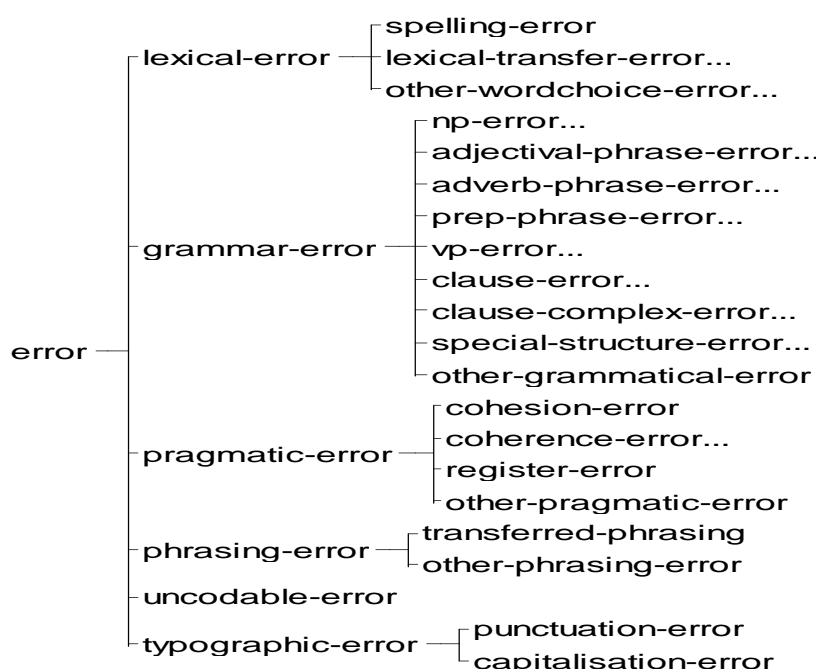 error
lexical-error
spelling-error
lexical-transfer-error...
other-wordchoice-error...
grammar-error
np-error...
adjectival-phrase-error...
adverb-phrase-error...
prep-phrase-error...
vp-error...
clause-error...
clause-complex-error...
special-structure-error...
other-grammatical-error
pragmatic-error
cohesion-error
coherence-error...
register-error
other-pragmatic-error
phrasing-error
transferred-phrasing
other-phrasing-error
uncodable-error
typographic-error
punctuation-error
capitalisation-error